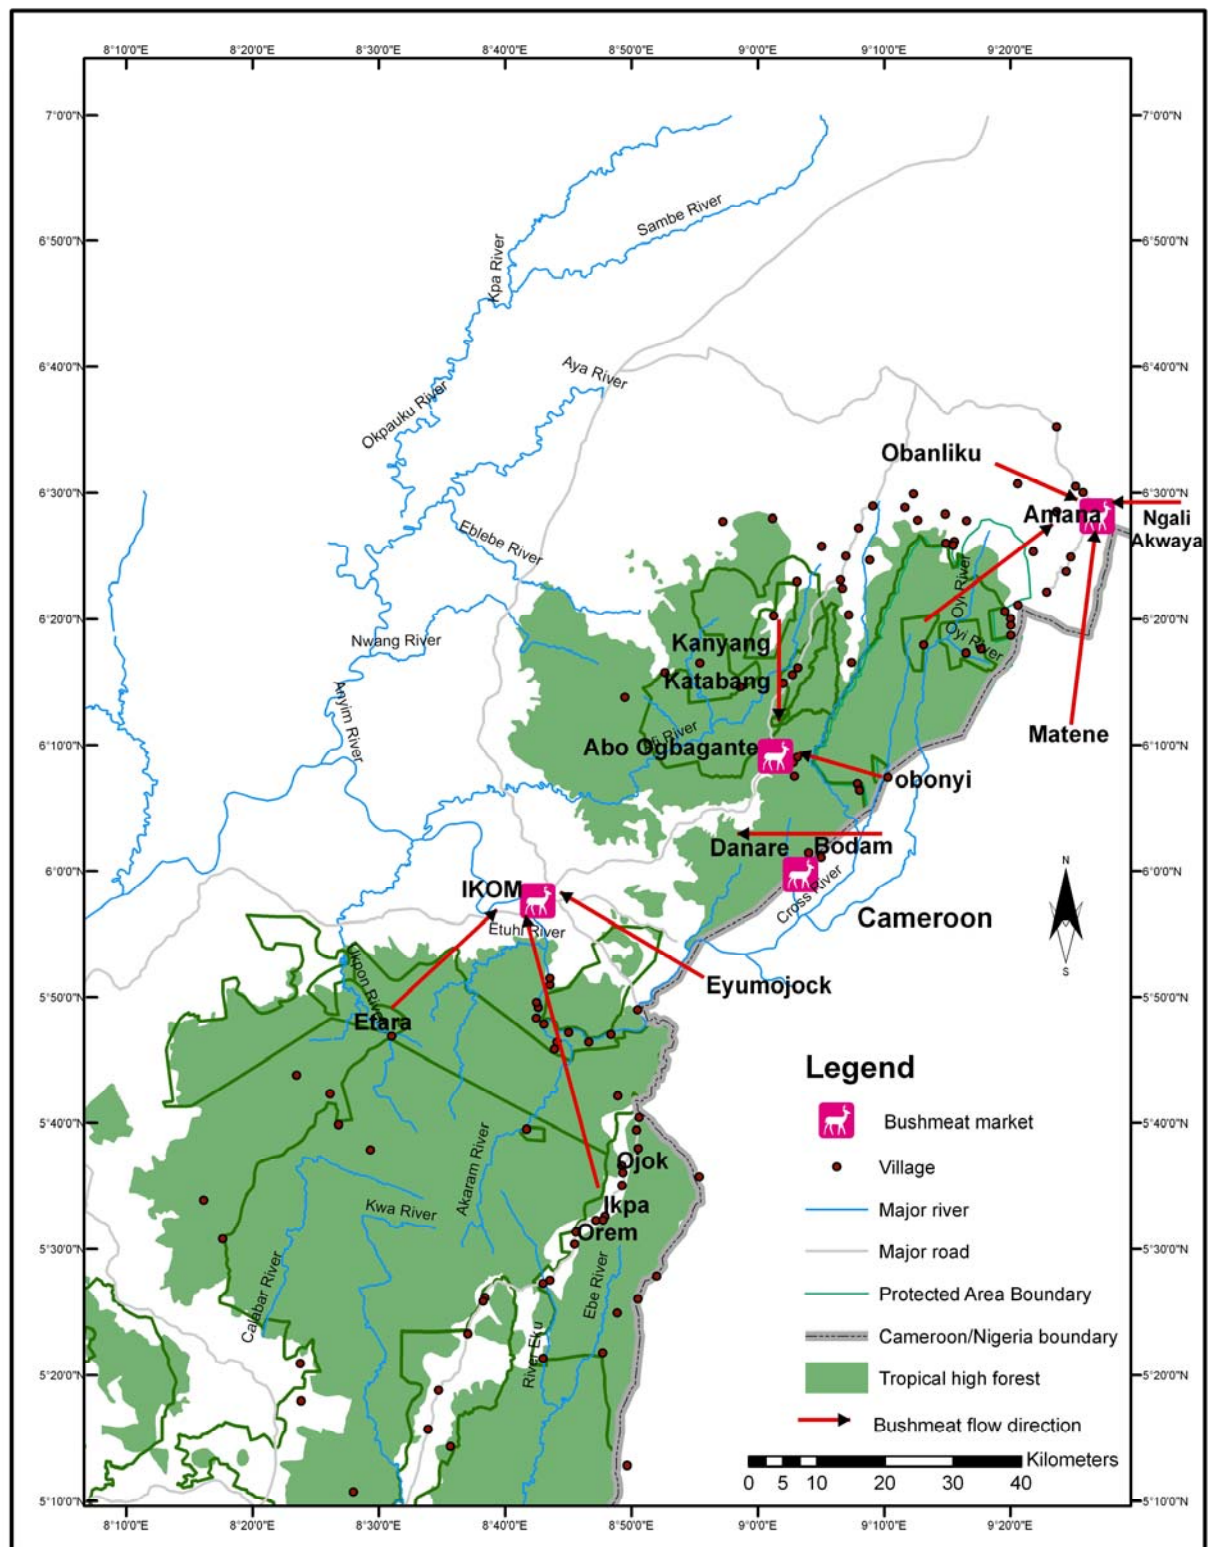 8°10'0"E 8°20'0"E 8°30'0"E 8°40'0"E 8°50'0"E 9°0'0"E 9°10'0"E 9°20'0"E
7°0'0"N 7°0'0"N
Sambe River
6°50'0"N 6°50'0"N
Kpa River
6°40'0"N 6°40'0"N
Aya River
Okpauku River
Obanliku
6°30'0"N 6°30'0"N
Amana
Ngali
Akwaya
Eblebe River
Oyi River
6°20'0"N 6°20'0"N
Nwang River
Oyi River
Kanyang
Katabang
Anyim River
Matene
Abo Ogbagante
6°10'0"N 6°10'0"N
obonyi
Danare
Bodam
6°0'0"N 6°0'0"N
IKOM
Cross River
Cameroon
N
S
Etuhi River
Eyumojock
5°50'0"N 5°50'0"N
Etara
Legend
Bushmeat market
5°40'0"N 5°40'0"N
Ojok
Village
Akaram River
Ikpa
Kwa River
Major river
Orem
5°30'0"N 5°30'0"N
Major road
Calabar River
Ebe River
Protected Area Boundary
Cameroon/Nigeria boundary
River Eku
5°20'0"N 5°20'0"N
Tropical high forest
Bushmeat flow direction
Kilometers
0 5 10 20 30 40
5°10'0"N 5°10'0"N
8°10'0"E 8°20'0"E 8°30'0"E 8°40'0"E 8°50'0"E 9°0'0"E 9°10'0"E 9°20'0"E